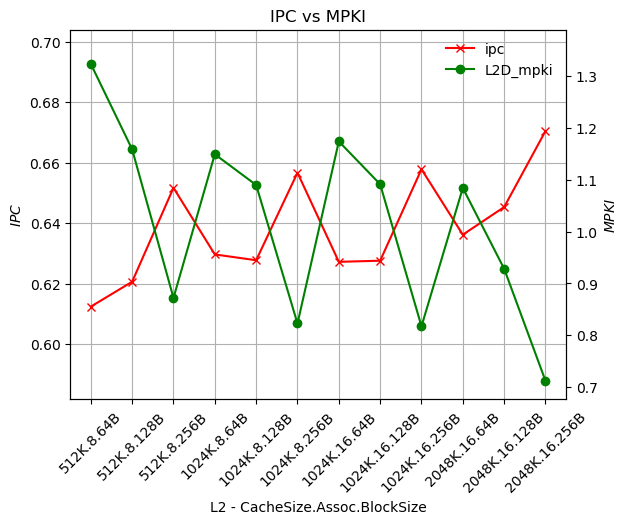 IPC vs MPKI
ipc
L2D_mpki
0.70
0.68
0.66
0.64
0.62
0.60
IPC
1.3
1.2
1.1
1.0
0.9
0.8
0.7
MPKI
512K.8.64B
512K.8.128B
512K.8.256B
1024K.8.64B
1024K.8.128B
1024K.8.256B
1024K.16.64B
1024K.16.128B
1024K.16.256B
2048K.16.64B
2048K.16.128B
2048K.16.256B
L2 - CacheSize.Assoc.BlockSize